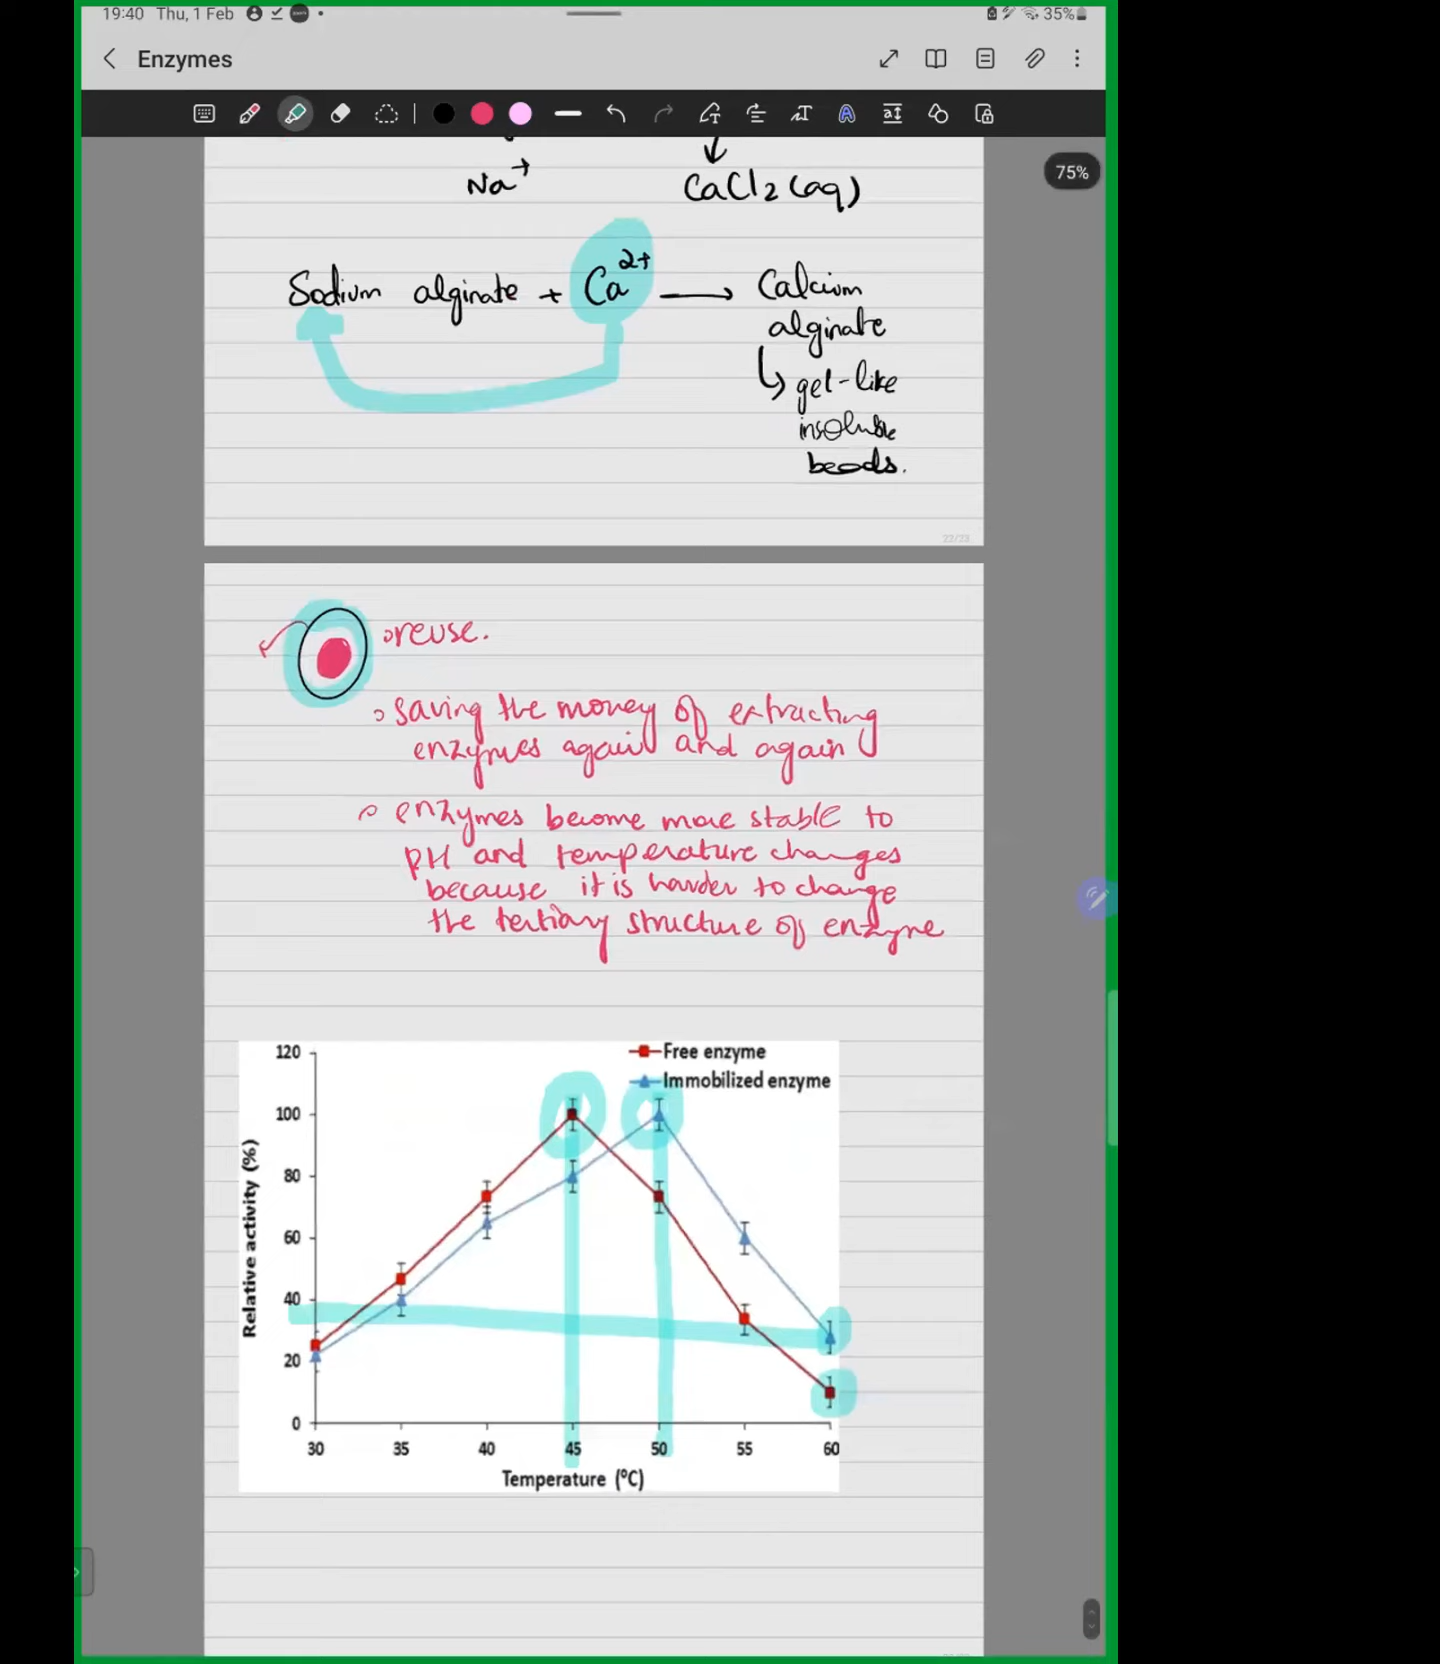 19:40 Thu, 1 Feb
35%
Enzymes
75%
Na+
CaCl2 (aq)
Sodium alginate + Ca2+ → Calcium
alginate
↳ gel-like
insoluble
beads.
22/23
reuse.
saving the money of extracting
enzymes again and again
enzymes become more stable to
pH and temperature changes
because it is harder to change
the tertiary structure of enzyme
Free enzyme
Immobilized enzyme
120
100
80
60
40
20
0
Relative activity (%)
30 35 40 45 50 55 60
Temperature (°C)